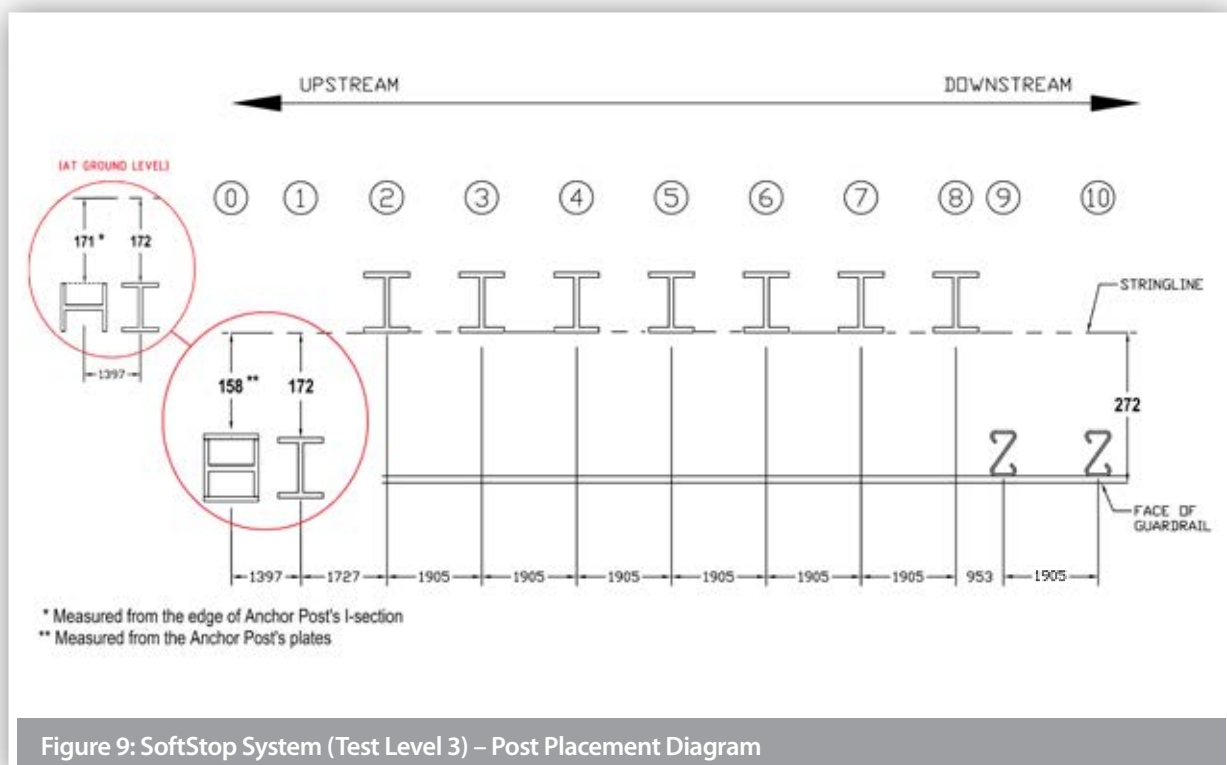 UPSTREAM DOWNSTREAM
(AT GROUND LEVEL)
0 1 2 3 4 5 6 7 8 9 10
171 * 172
STRINGLINE
1397
158 ** 172
272
FACE OF
GUARDRAIL
1397 1727 1905 1905 1905 1905 1905 1905 953 1905
* Measured from the edge of Anchor Post's I-section
** Measured from the Anchor Post's plates
Figure 9: SoftStop System (Test Level 3) – Post Placement Diagram